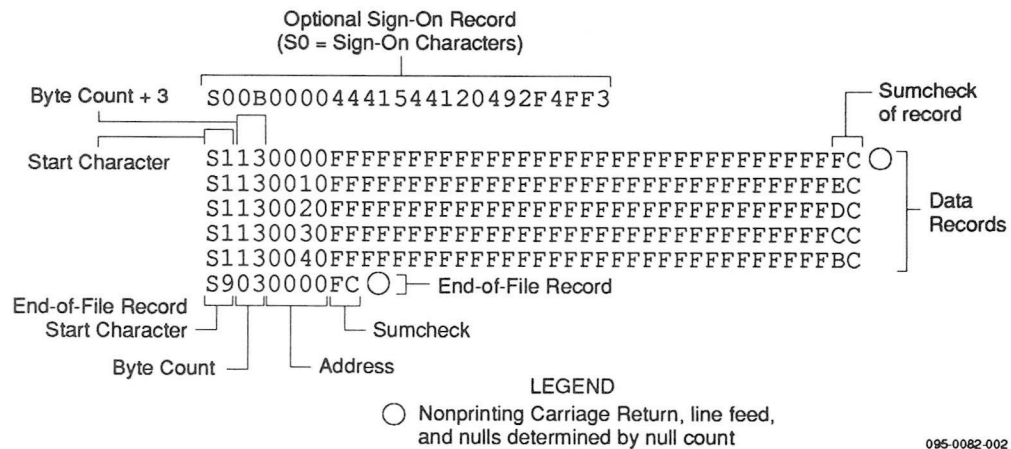 Optional Sign-On Record
(S0 = Sign-On Characters)
Byte Count + 3
S00B00004441544120492F4FF3
Sumcheck
of record
Start Character
S1130000FFFFFFFFFFFFFFFFFFFFFFFFFFFFFFFFFC
S1130010FFFFFFFFFFFFFFFFFFFFFFFFFFFFFFFFEC
S1130020FFFFFFFFFFFFFFFFFFFFFFFFFFFFFFFFDC
S1130030FFFFFFFFFFFFFFFFFFFFFFFFFFFFFFFFCC
S1130040FFFFFFFFFFFFFFFFFFFFFFFFFFFFFFFFBC
Data
Records
S9030000FC
End-of-File Record
End-of-File Record
Start Character
Sumcheck
Byte Count
Address
LEGEND
Nonprinting Carriage Return, line feed,
and nulls determined by null count
095-0082-002